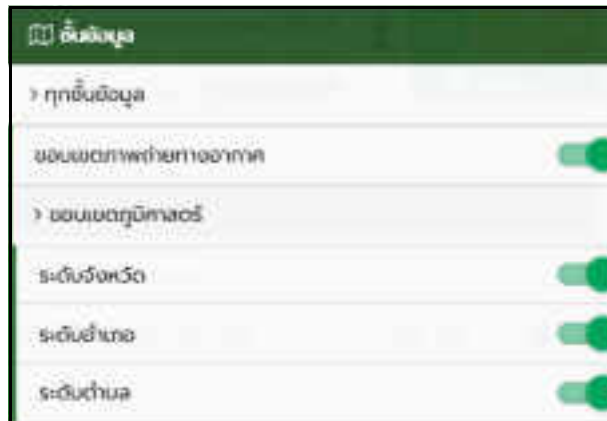 ชั้นข้อมูล
> ทุกชั้นข้อมูล
ขอบเขตภาพถ่ายทางอากาศ
> ขอบเขตภูมิศาสตร์
ระดับจังหวัด
ระดับอำเภอ
ระดับตำบล